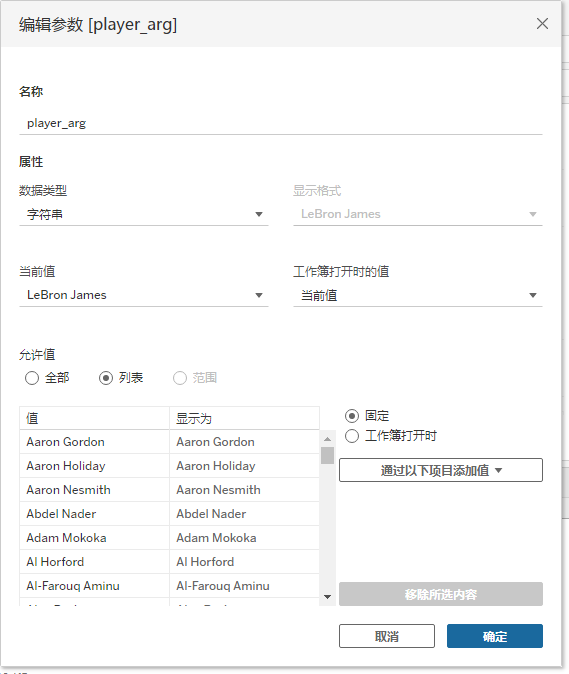 编辑参数 [player_arg]
名称
player_arg
属性
数据类型 显示格式
字符串 LeBron James
当前值 工作簿打开时的值
LeBron James 当前值
允许值
全部 列表 范围
值 显示为
固定
工作簿打开时
Aaron Gordon Aaron Gordon
Aaron Holiday Aaron Holiday
通过以下项目添加值
Aaron Nesmith Aaron Nesmith
Abdel Nader Abdel Nader
Adam Mokoka Adam Mokoka
Al Horford Al Horford
Al-Farouq Aminu Al-Farouq Aminu
移除所选内容
取消 确定